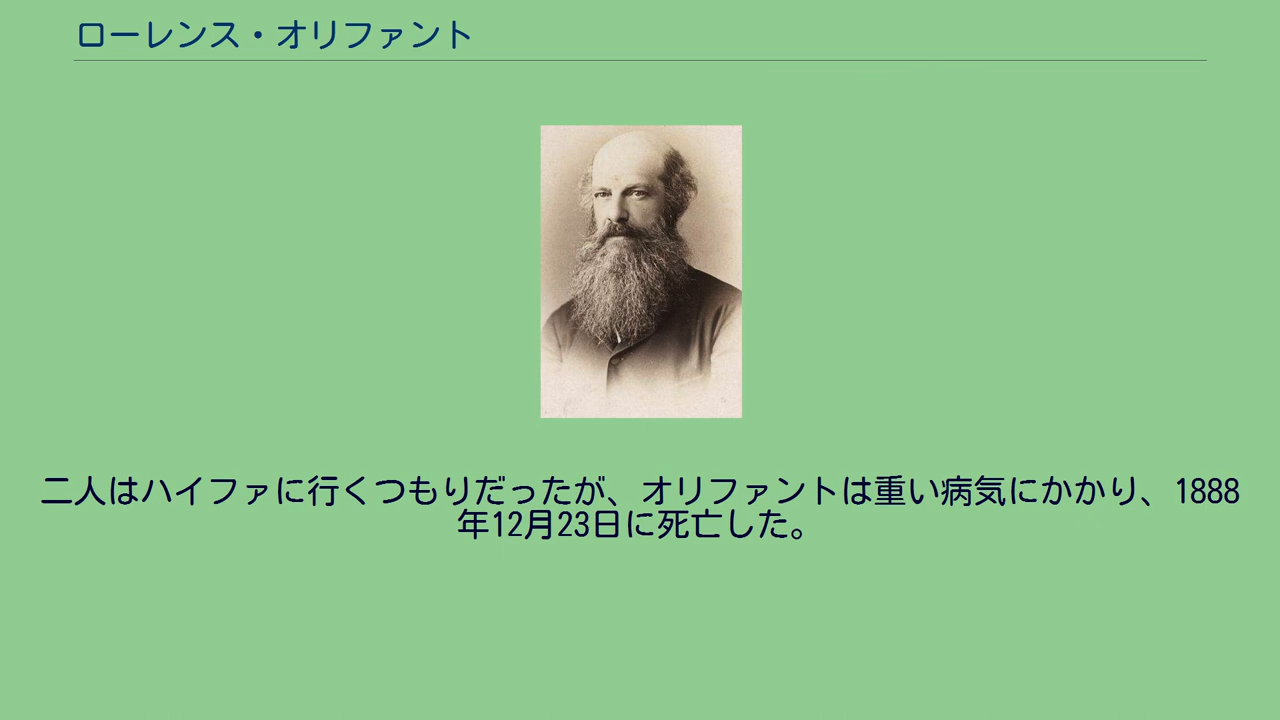 ローレンス・オリファント
二人はハイファに行くつもりだったが、オリファントは重い病気にかかり、1888
年12月23日に死亡した。